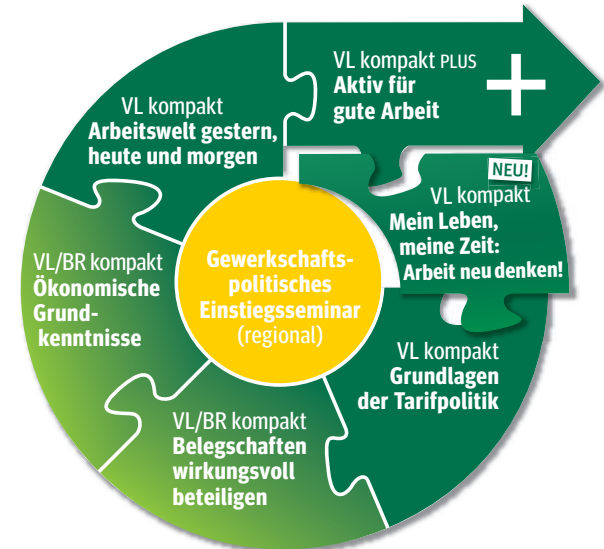 VL kompakt PLUS
Aktiv für
gute Arbeit
+
VL kompakt
Arbeitswelt gestern,
heute und morgen
NEU!
VL kompakt
Mein Leben,
meine Zeit:
Arbeit neu denken!
VL/BR kompakt
Ökonomische
Grund-
kenntnisse
Gewerkschafts-
politisches
Einstiegsseminar
(regional)
VL kompakt
Grundlagen
der Tarifpolitik
VL/BR kompakt
Belegschaften
wirkungsvoll
beteiligen